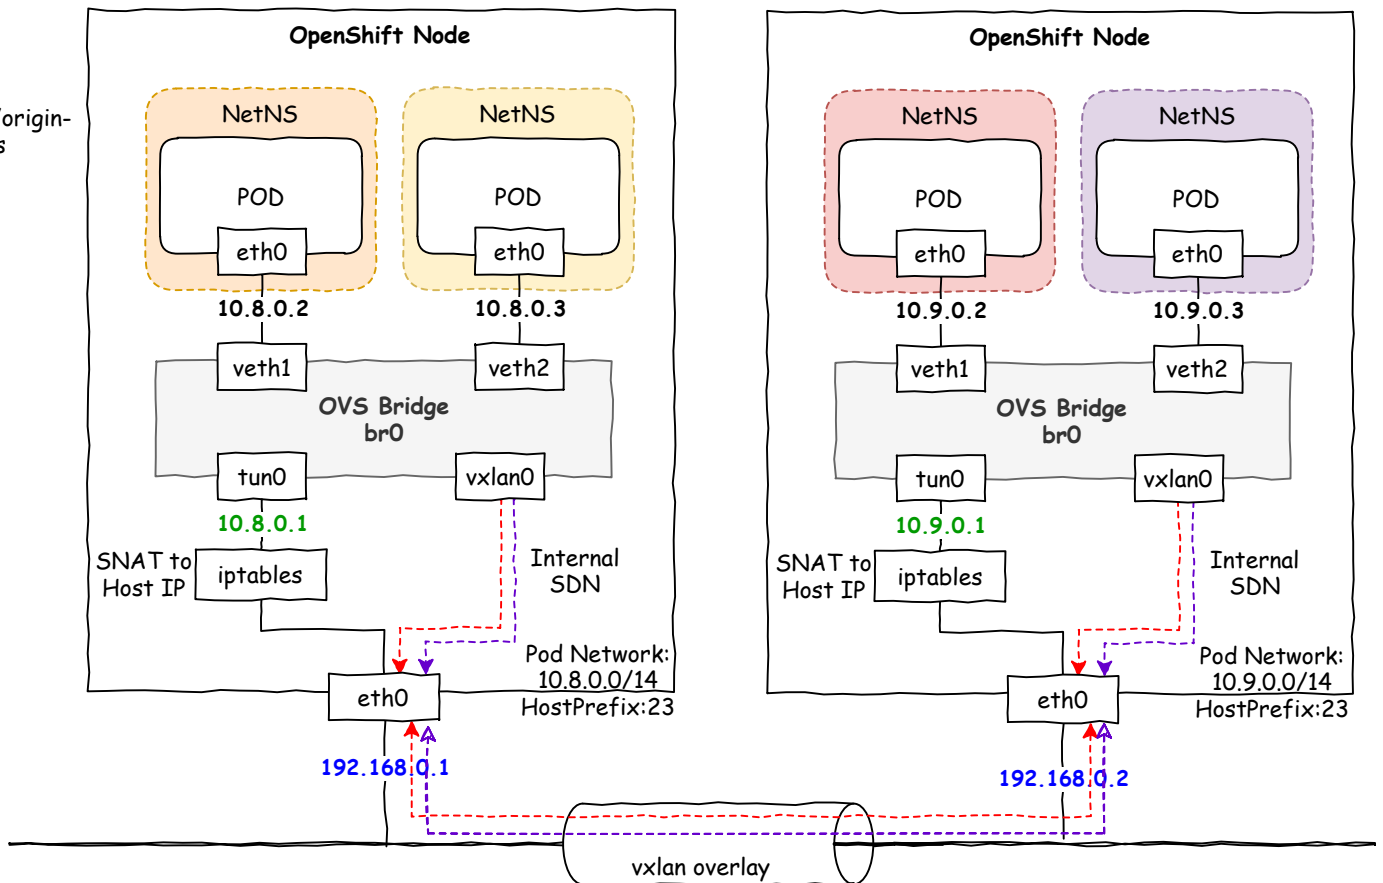 /origin-
s
OpenShift Node
NetNS
NetNS
POD
POD
eth0
eth0
10.8.0.2
10.8.0.3
veth1
veth2
OVS Bridge
br0
tun0
vxlan0
10.8.0.1
SNAT to
Host IP
iptables
Internal
SDN
Pod Network:
10.8.0.0/14
HostPrefix:23
eth0
192.168.0.1
OpenShift Node
NetNS
NetNS
POD
POD
eth0
eth0
10.9.0.2
10.9.0.3
veth1
veth2
OVS Bridge
br0
tun0
vxlan0
10.9.0.1
SNAT to
Host IP
iptables
Internal
SDN
Pod Network:
10.9.0.0/14
HostPrefix:23
eth0
192.168.0.2
vxlan overlay